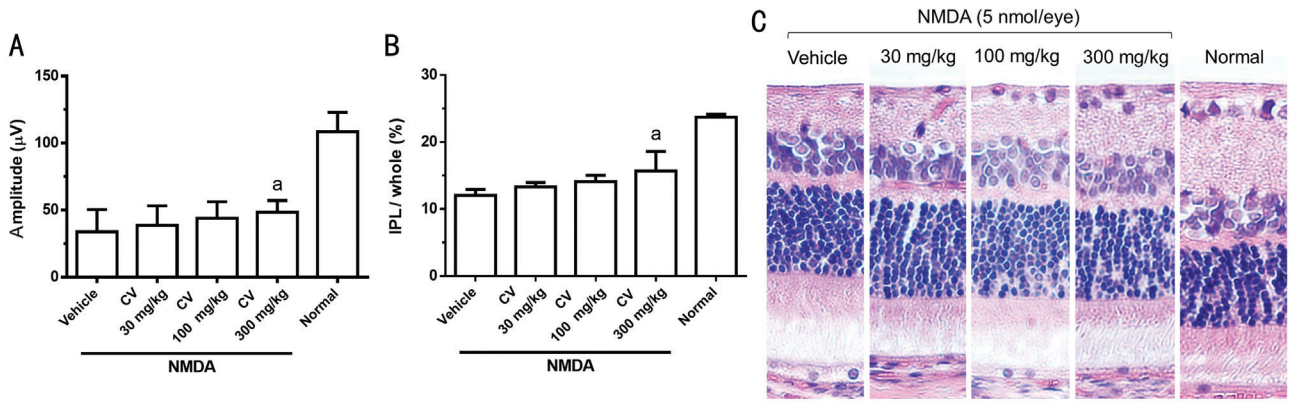 A
Amplitude (μV)
150
100
50
0
a
Vehicle
CV 30 mg/kg
CV 100 mg/kg
CV 300 mg/kg
Normal
NMDA
B
IPL/ whole (%)
30
20
10
0
a
Vehicle
CV 30 mg/kg
CV 100 mg/kg
CV 300 mg/kg
Normal
NMDA
C
NMDA (5 nmol/eye)
Vehicle 30 mg/kg 100 mg/kg 300 mg/kg Normal